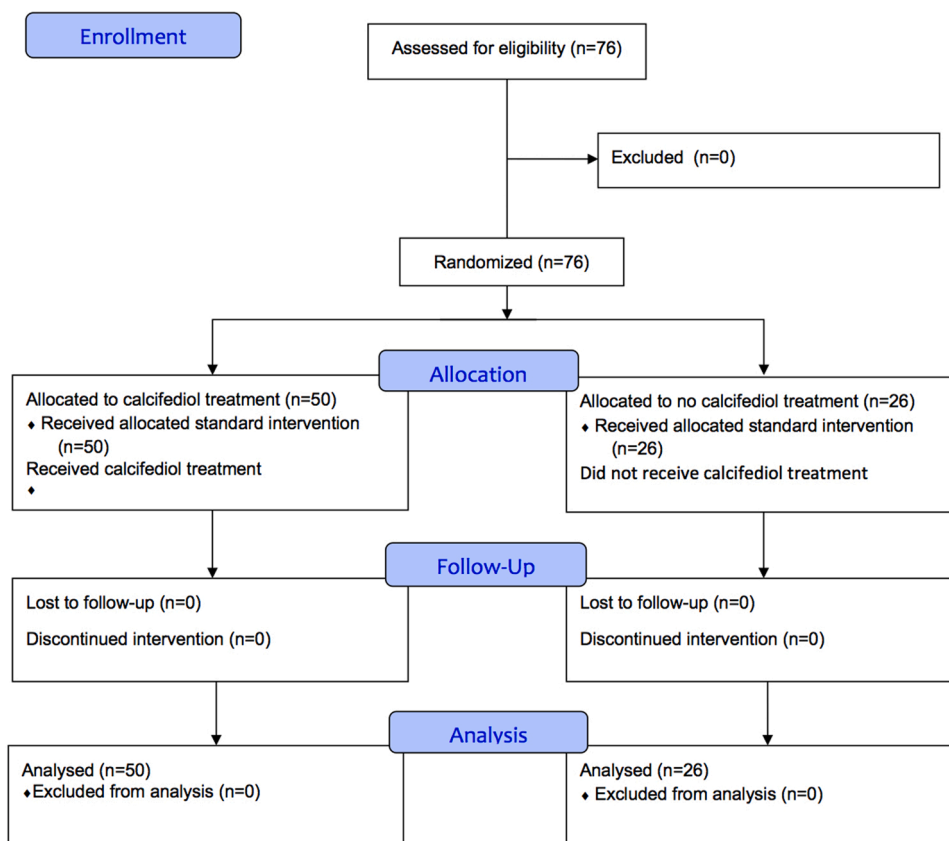 Enrollment
Assessed for eligibility (n=76)
Excluded (n=0)
Randomized (n=76)
Allocation
Allocated to calcifediol treatment (n=50)
♦ Received allocated standard intervention
(n=50)
Received calcifediol treatment
♦
Allocated to no calcifediol treatment (n=26)
♦ Received allocated standard intervention
(n=26)
Did not receive calcifediol treatment
Follow-Up
Lost to follow-up (n=0)
Discontinued intervention (n=0)
Lost to follow-up (n=0)
Discontinued intervention (n=0)
Analysis
Analysed (n=50)
♦Excluded from analysis (n=0)
Analysed (n=26)
♦ Excluded from analysis (n=0)